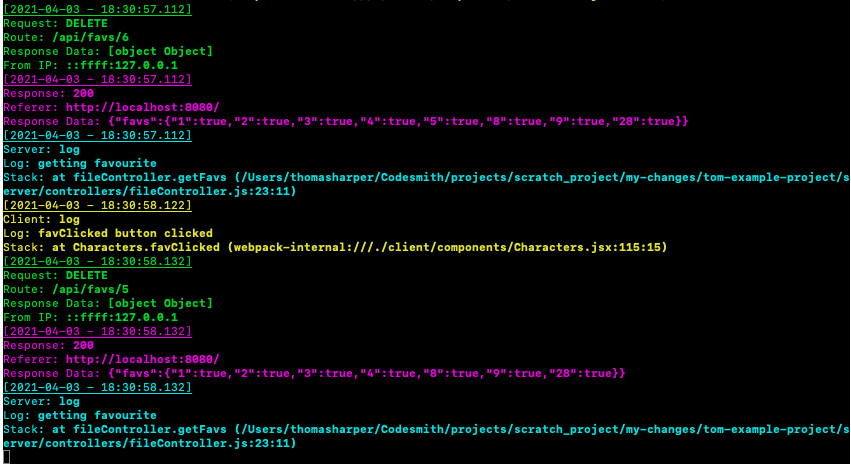 [2021-04-03 - 18:30:57.112]
Request: DELETE
Route: /api/favs/6
Response Data: [object Object]
From IP: ::ffff:127.0.0.1
[2021-04-03 - 18:30:57.112]
Response: 200
Referer: http://localhost:8080/
Response Data: {"favs":{"1":true,"2":true,"3":true,"4":true,"5":true,"8":true,"9":true,"28":true}}
[2021-04-03 - 18:30:57.112]
Server: log
Log: getting favourite
Stack: at fileController.getFavs (/Users/thomasharper/Codesmith/projects/scratch_project/my-changes/tom-example-project/s
erver/controllers/fileController.js:23:11)
[2021-04-03 - 18:30:58.122]
Client: log
Log: favClicked button clicked
Stack: at Characters.favClicked (webpack-internal:///./client/components/Characters.jsx:115:15)
[2021-04-03 - 18:30:58.132]
Request: DELETE
Route: /api/favs/5
Response Data: [object Object]
From IP: ::ffff:127.0.0.1
[2021-04-03 - 18:30:58.132]
Response: 200
Referer: http://localhost:8080/
Response Data: {"favs":{"1":true,"2":true,"3":true,"4":true,"8":true,"9":true,"28":true}}
[2021-04-03 - 18:30:58.132]
Server: log
Log: getting favourite
Stack: at fileController.getFavs (/Users/thomasharper/Codesmith/projects/scratch_project/my-changes/tom-example-project/s
erver/controllers/fileController.js:23:11)